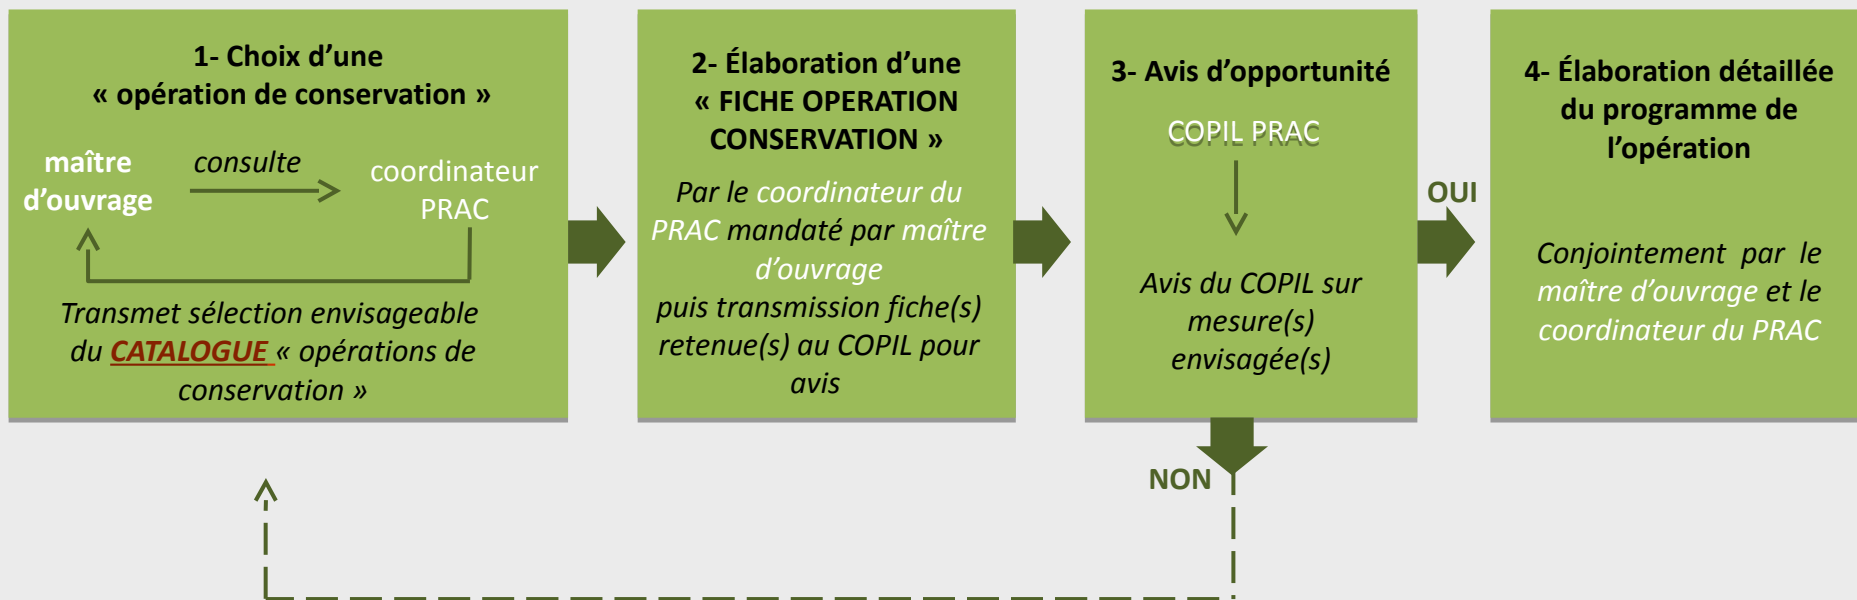 1- Choix d’une
« opération de conservation »
maître
d’ouvrage
consulte
coordinateur
PRAC
Transmet sélection envisageable
du CATALOGUE « opérations de
conservation »
2- Élaboration d’une
« FICHE OPERATION
CONSERVATION »
Par le coordinateur du
PRAC mandaté par maître
d’ouvrage
puis transmission fiche(s)
retenue(s) au COPIL pour
avis
3- Avis d’opportunité
COPIL PRAC
Avis du COPIL sur
mesure(s)
envisagée(s)
OUI
NON
4- Élaboration détaillée
du programme de
l’opération
Conjointement par le
maître d’ouvrage et le
coordinateur du PRAC